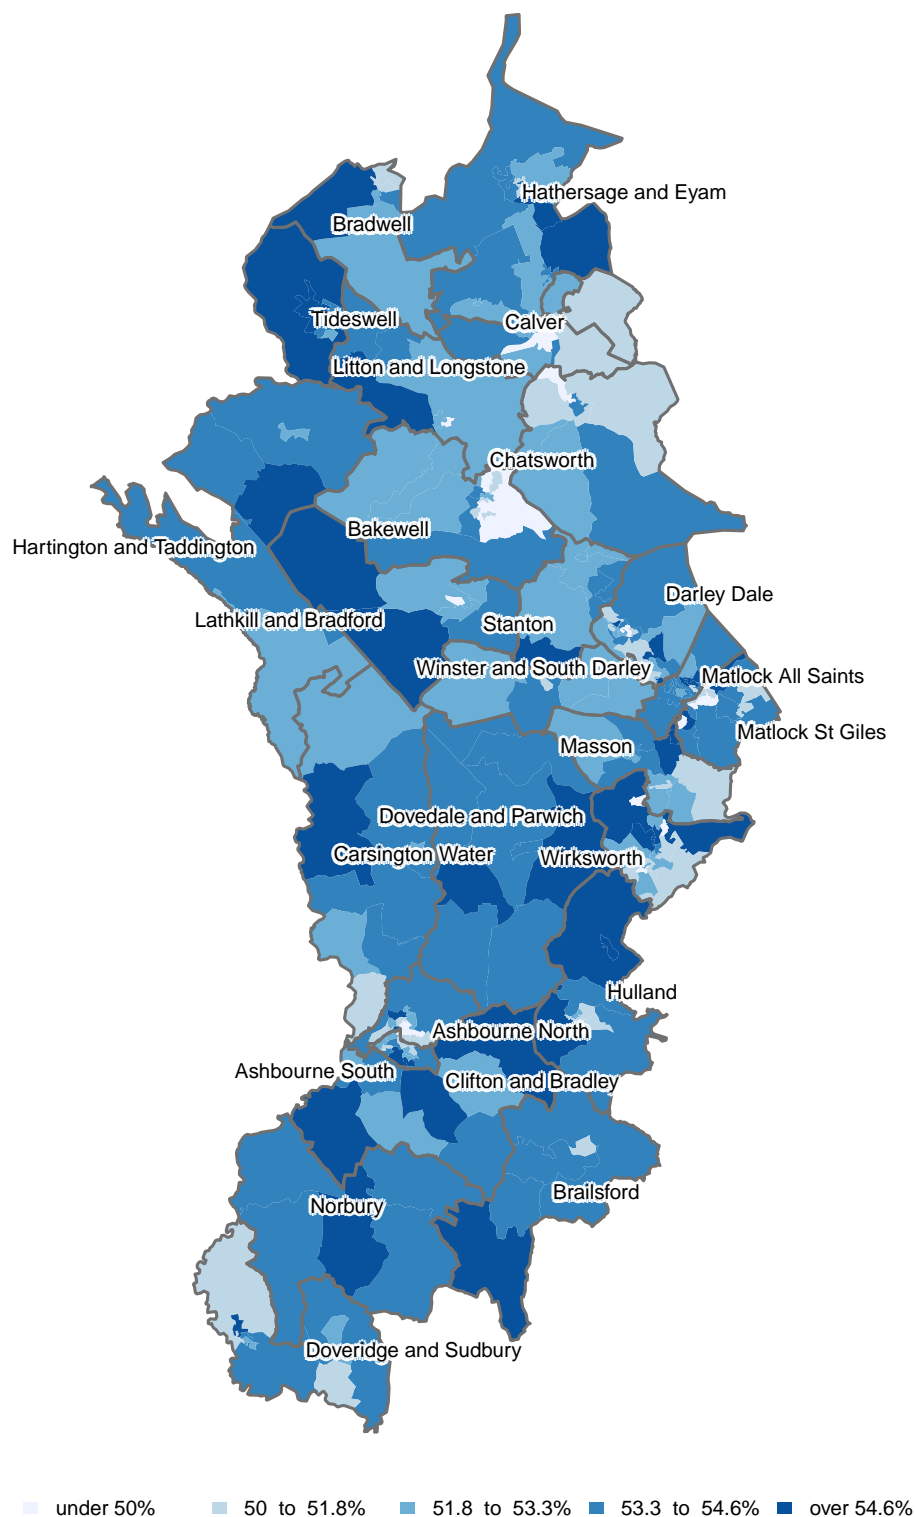 Hathersage and Eyam
Bradwell
Tideswell
Calver
Litton and Longstone
Chatsworth
Bakewell
Hartington and Taddington
Darley Dale
Lathkill and Bradford
Stanton
Winster and South Darley
Matlock All Saints
Matlock St Giles
Masson
Dovedale and Parwich
Carsington Water
Wirksworth
Hulland
Ashbourne North
Ashbourne South
Clifton and Bradley
Brailsford
Norbury
Doveridge and Sudbury
under 50%
50 to 51.8%
51.8 to 53.3%
53.3 to 54.6%
over 54.6%